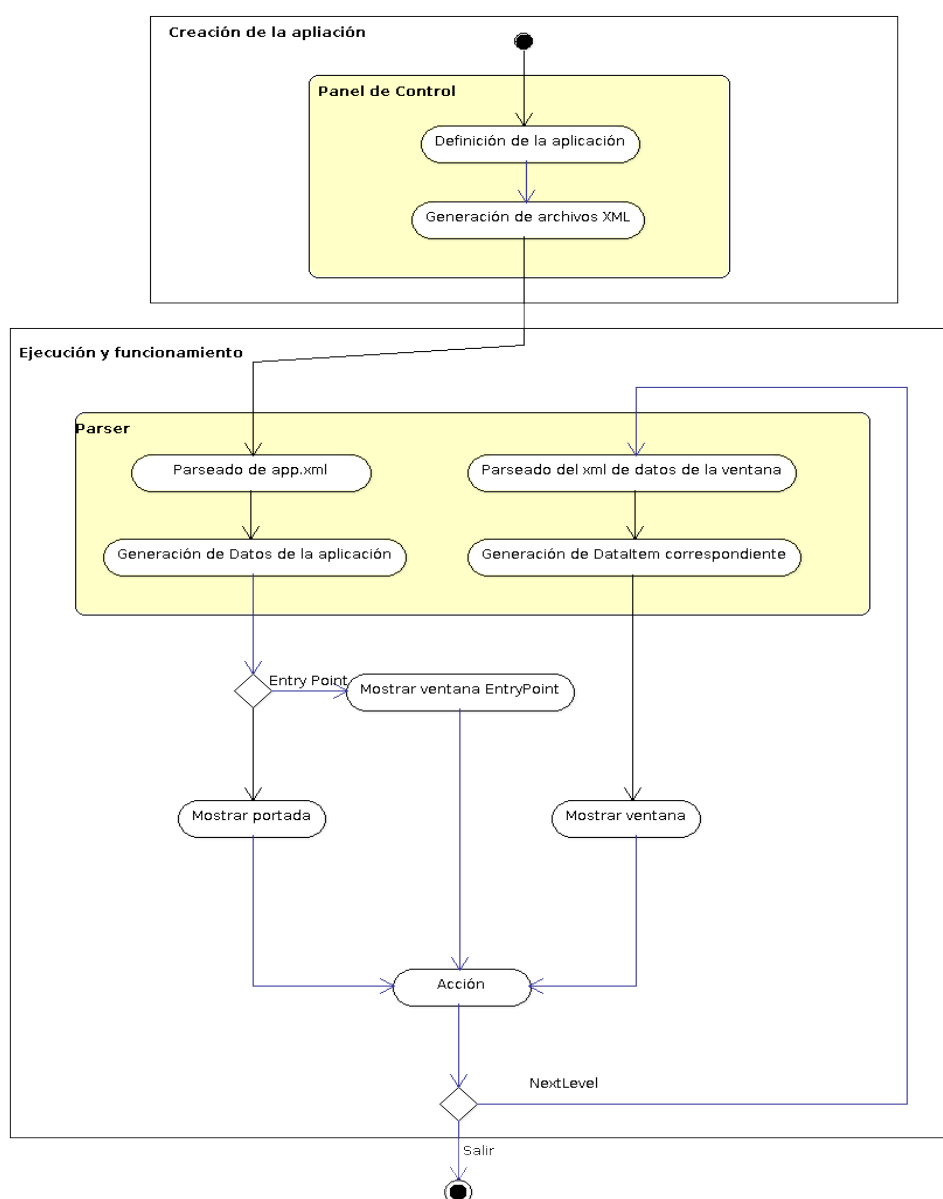 Creación de la apliación
Panel de Control
Definición de la aplicación
Generación de archivos XML
Ejecución y funcionamiento
Parser
Parseado de app.xml
Parseado del xml de datos de la ventana
Generación de Datos de la aplicación
Generación de DataItem correspondiente
Entry Point
Mostrar ventana EntryPoint
Mostrar portada
Mostrar ventana
Acción
NextLevel
Salir